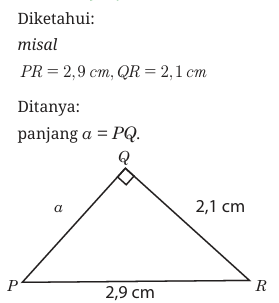 Diketahui:
misal
PR = 2,9 cm, QR = 2,1 cm
Ditanya:
panjang a = PQ.
Q
a
2,1 cm
P
R
2,9 cm